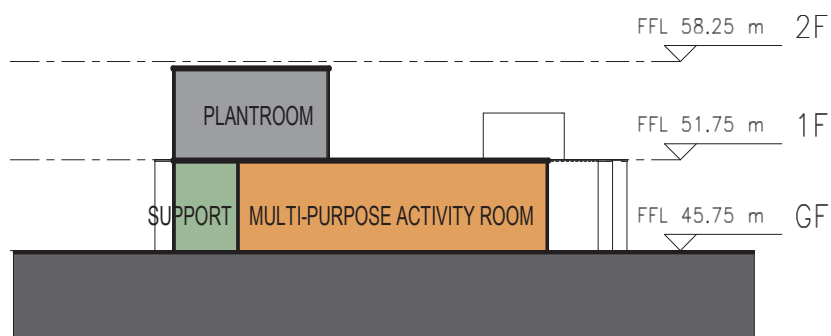 FFL 58.25 m 2F
PLANTROOM
FFL 51.75 m 1F
SUPPORT
MULTI-PURPOSE ACTIVITY ROOM
FFL 45.75 m GF